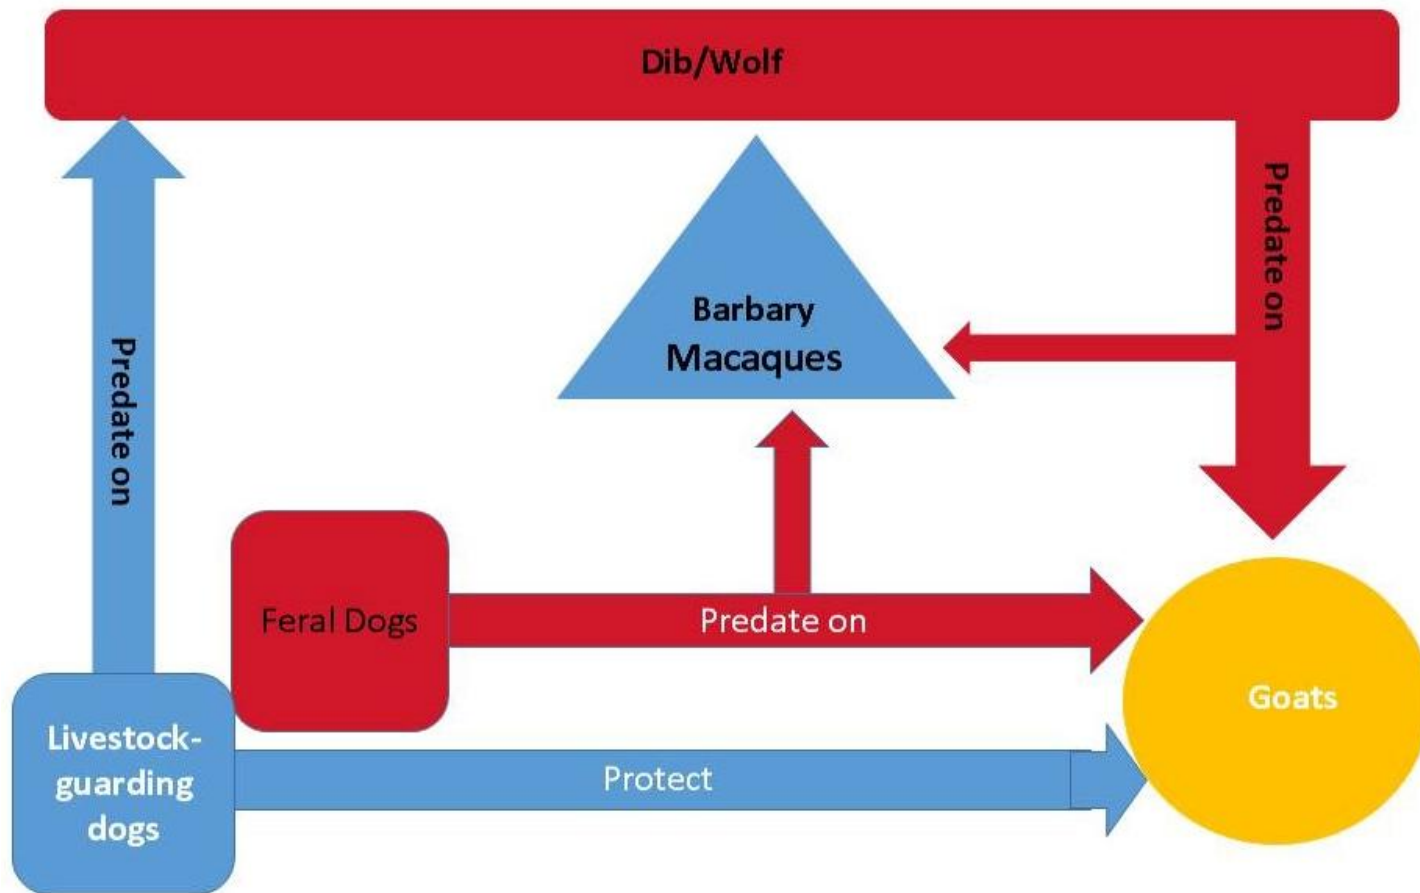 Dib/Wolf
Predate on
Barbary
Macaques
Predate on
Feral Dogs
Predate on
Goats
Livestock-
guarding
dogs
Protect